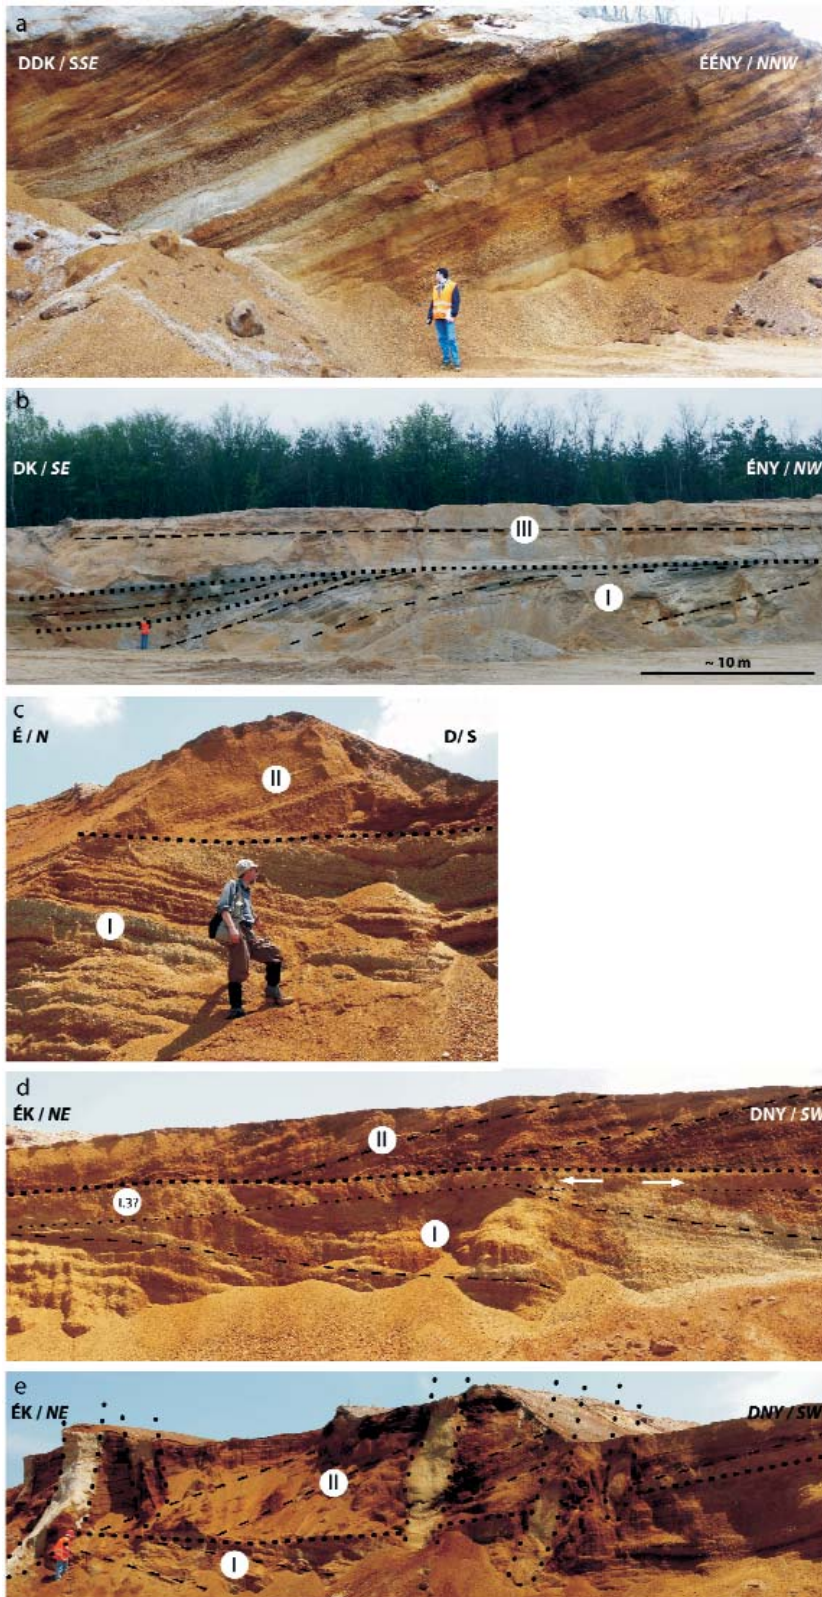 a
DDK / SSE
ÉÉNY / NNW
b
DK / SE
ÉNY / NW
III
I
~ 10 m
c
É / N
D/ S
II
I
d
ÉK / NE
DNY / SW
II
I.3?
I
e
ÉK / NE
DNY / SW
II
I